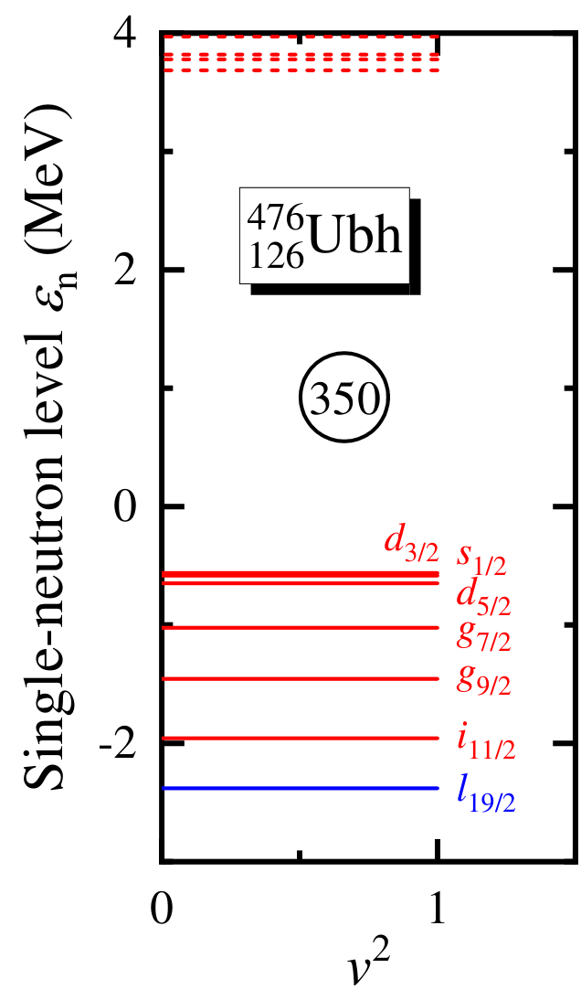 Single-neutron level εn (MeV)
4
2
0
-2
476
126Ubh
350
d3/2
s1/2
d5/2
g7/2
g9/2
i11/2
l19/2
0
1
v2